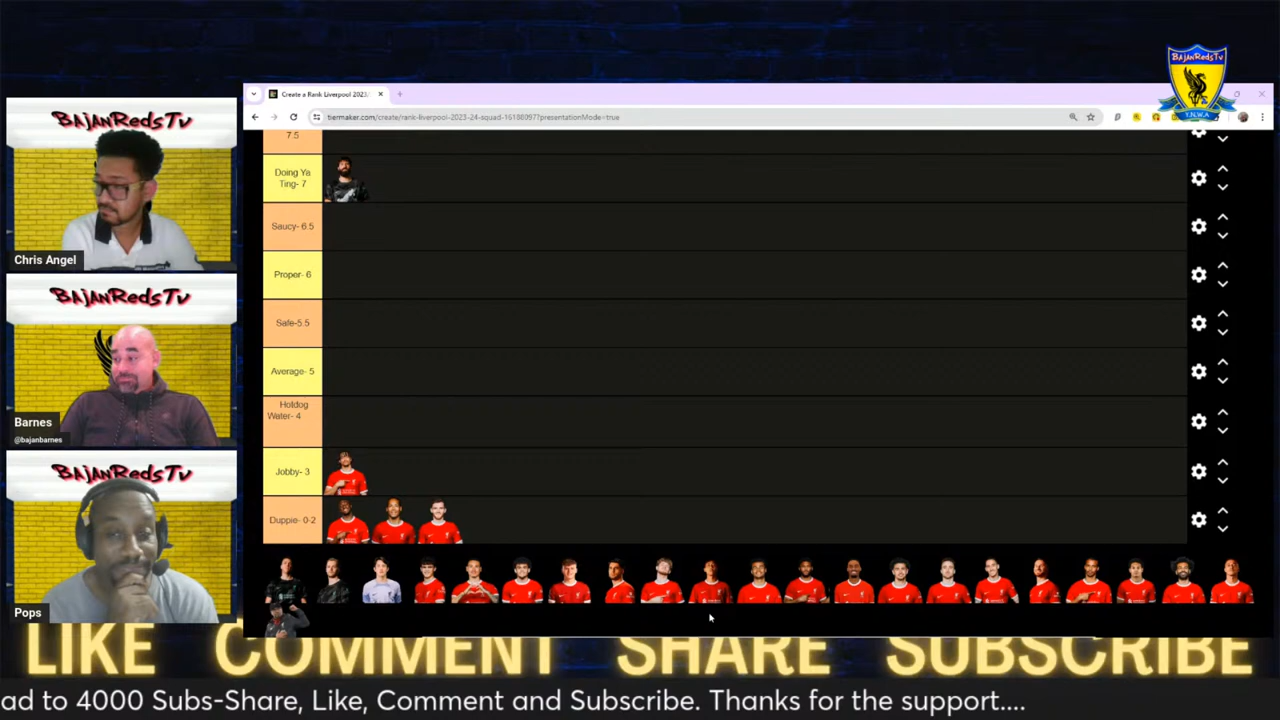 BAJANREDSTV
Y.N.W.A
Create a Rank Liverpool 2023/
tiermaker.com/create/rank-liverpool-2023-24-squad-16186097?presentationMode=true
BAJANREDSTV
Chris Angel
BAJANREDSTV
Barnes
@bajanbarnes
BAJANREDSTV
Pops
7.5
Doing Ya
Ting- 7
Saucy- 6.5
Proper- 6
Safe-5.5
Average- 5
Hotdog
Water- 4
Jobby- 3
Duppie- 0-2
LIKE COMMENT SHARE SUBSCRIBE
ad to 4000 Subs-Share, Like, Comment and Subscribe. Thanks for the support....